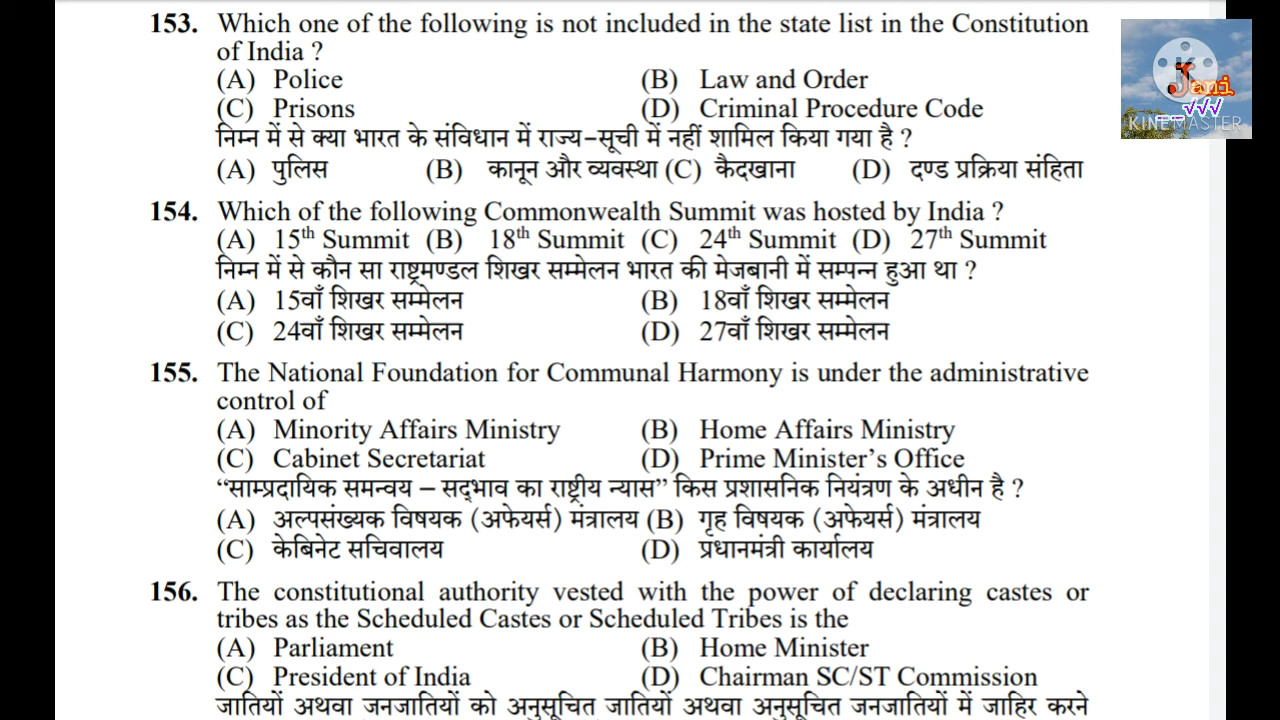 153. Which one of the following is not included in the state list in the Constitution
of India ?
(A) Police (B) Law and Order
(C) Prisons (D) Criminal Procedure Code
निम्न में से क्या भारत के संविधान में राज्य-सूची में नहीं शामिल किया गया है ?
(A) पुलिस (B) कानून और व्यवस्था (C) कैदखाना (D) दण्ड प्रक्रिया संहिता
154. Which of the following Commonwealth Summit was hosted by India ?
(A) 15th Summit (B) 18th Summit (C) 24th Summit (D) 27th Summit
निम्न में से कौन सा राष्ट्रमण्डल शिखर सम्मेलन भारत की मेजबानी में सम्पन्न हुआ था ?
(A) 15वाँ शिखर सम्मेलन (B) 18वाँ शिखर सम्मेलन
(C) 24वाँ शिखर सम्मेलन (D) 27वाँ शिखर सम्मेलन
155. The National Foundation for Communal Harmony is under the administrative
control of
(A) Minority Affairs Ministry (B) Home Affairs Ministry
(C) Cabinet Secretariat (D) Prime Minister's Office
“साम्प्रदायिक समन्वय – सद्‌भाव का राष्ट्रीय न्यास” किस प्रशासनिक नियंत्रण के अधीन है ?
(A) अल्पसंख्यक विषयक (अफेयर्स) मंत्रालय (B) गृह विषयक (अफेयर्स) मंत्रालय
(C) केबिनेट सचिवालय (D) प्रधानमंत्री कार्यालय
156. The constitutional authority vested with the power of declaring castes or
tribes as the Scheduled Castes or Scheduled Tribes is the
(A) Parliament (B) Home Minister
(C) President of India (D) Chairman SC/ST Commission
जातियों अथवा जनजातियों को अनुसूचित जातियों अथवा अनुसूचित जनजातियों में जाहिर करने
Jani
KINEMASTER